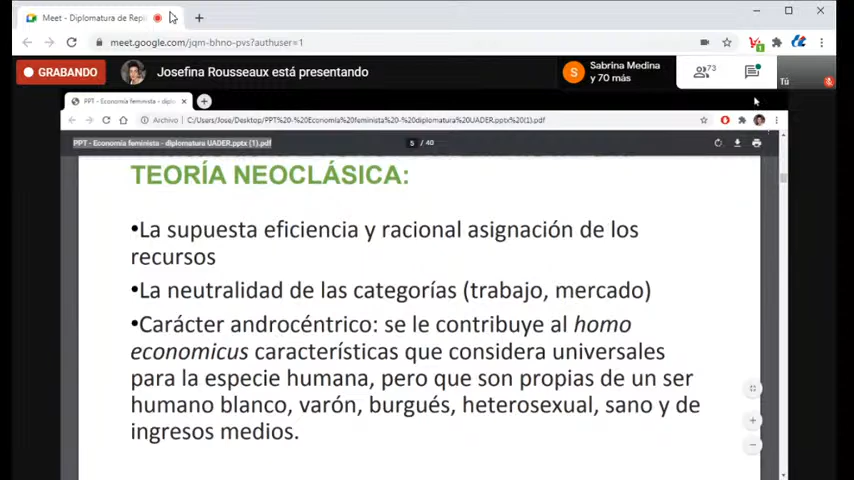 Meet - Diplomatura de Rep
meet.google.com/jqm-bhno-pvs?authuser=1
GRABANDO
Josefina Rousseaux está presentando
S
Sabrina Medina
y 70 más
73
Tú
PPT - Economía feminista - diplo
Archivo
C:/Users/Jose/Desktop/PPT%20-%20Economía%20feminista%20-%20diplomatura%20UADER.pptx%20(1).pdf
PPT - Economía feminista - diplomatura UADER.pptx (1).pdf
5 / 40
TEORÍA NEOCLÁSICA:
•La supuesta eficiencia y racional asignación de los
recursos
•La neutralidad de las categorías (trabajo, mercado)
•Carácter androcéntrico: se le contribuye al homo
economicus características que considera universales
para la especie humana, pero que son propias de un ser
humano blanco, varón, burgués, heterosexual, sano y de
ingresos medios.